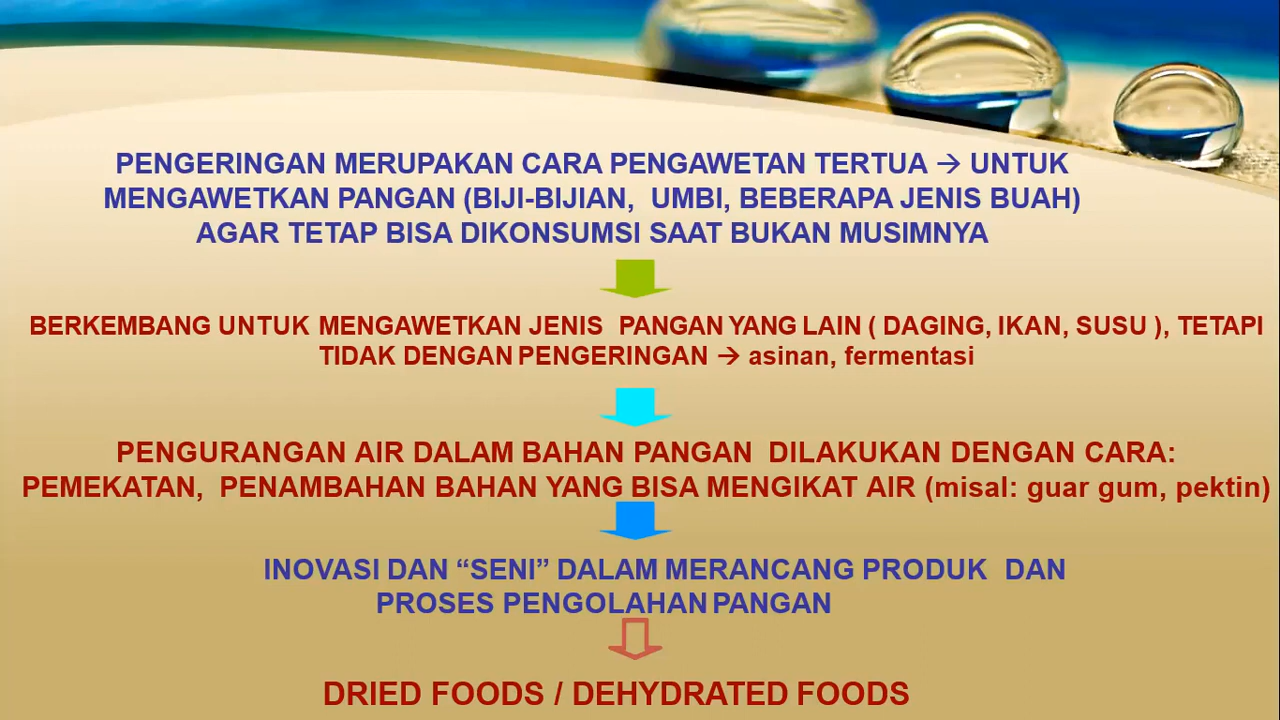 PENGERINGAN MERUPAKAN CARA PENGAWETAN TERTUA → UNTUK
MENGAWETKAN PANGAN (BIJI-BIJIAN, UMBI, BEBERAPA JENIS BUAH)
AGAR TETAP BISA DIKONSUMSI SAAT BUKAN MUSIMNYA
BERKEMBANG UNTUK MENGAWETKAN JENIS PANGAN YANG LAIN ( DAGING, IKAN, SUSU ), TETAPI
TIDAK DENGAN PENGERINGAN → asinan, fermentasi
PENGURANGAN AIR DALAM BAHAN PANGAN DILAKUKAN DENGAN CARA:
PEMEKATAN, PENAMBAHAN BAHAN YANG BISA MENGIKAT AIR (misal: guar gum, pektin)
INOVASI DAN “SENI” DALAM MERANCANG PRODUK DAN
PROSES PENGOLAHAN PANGAN
DRIED FOODS / DEHYDRATED FOODS